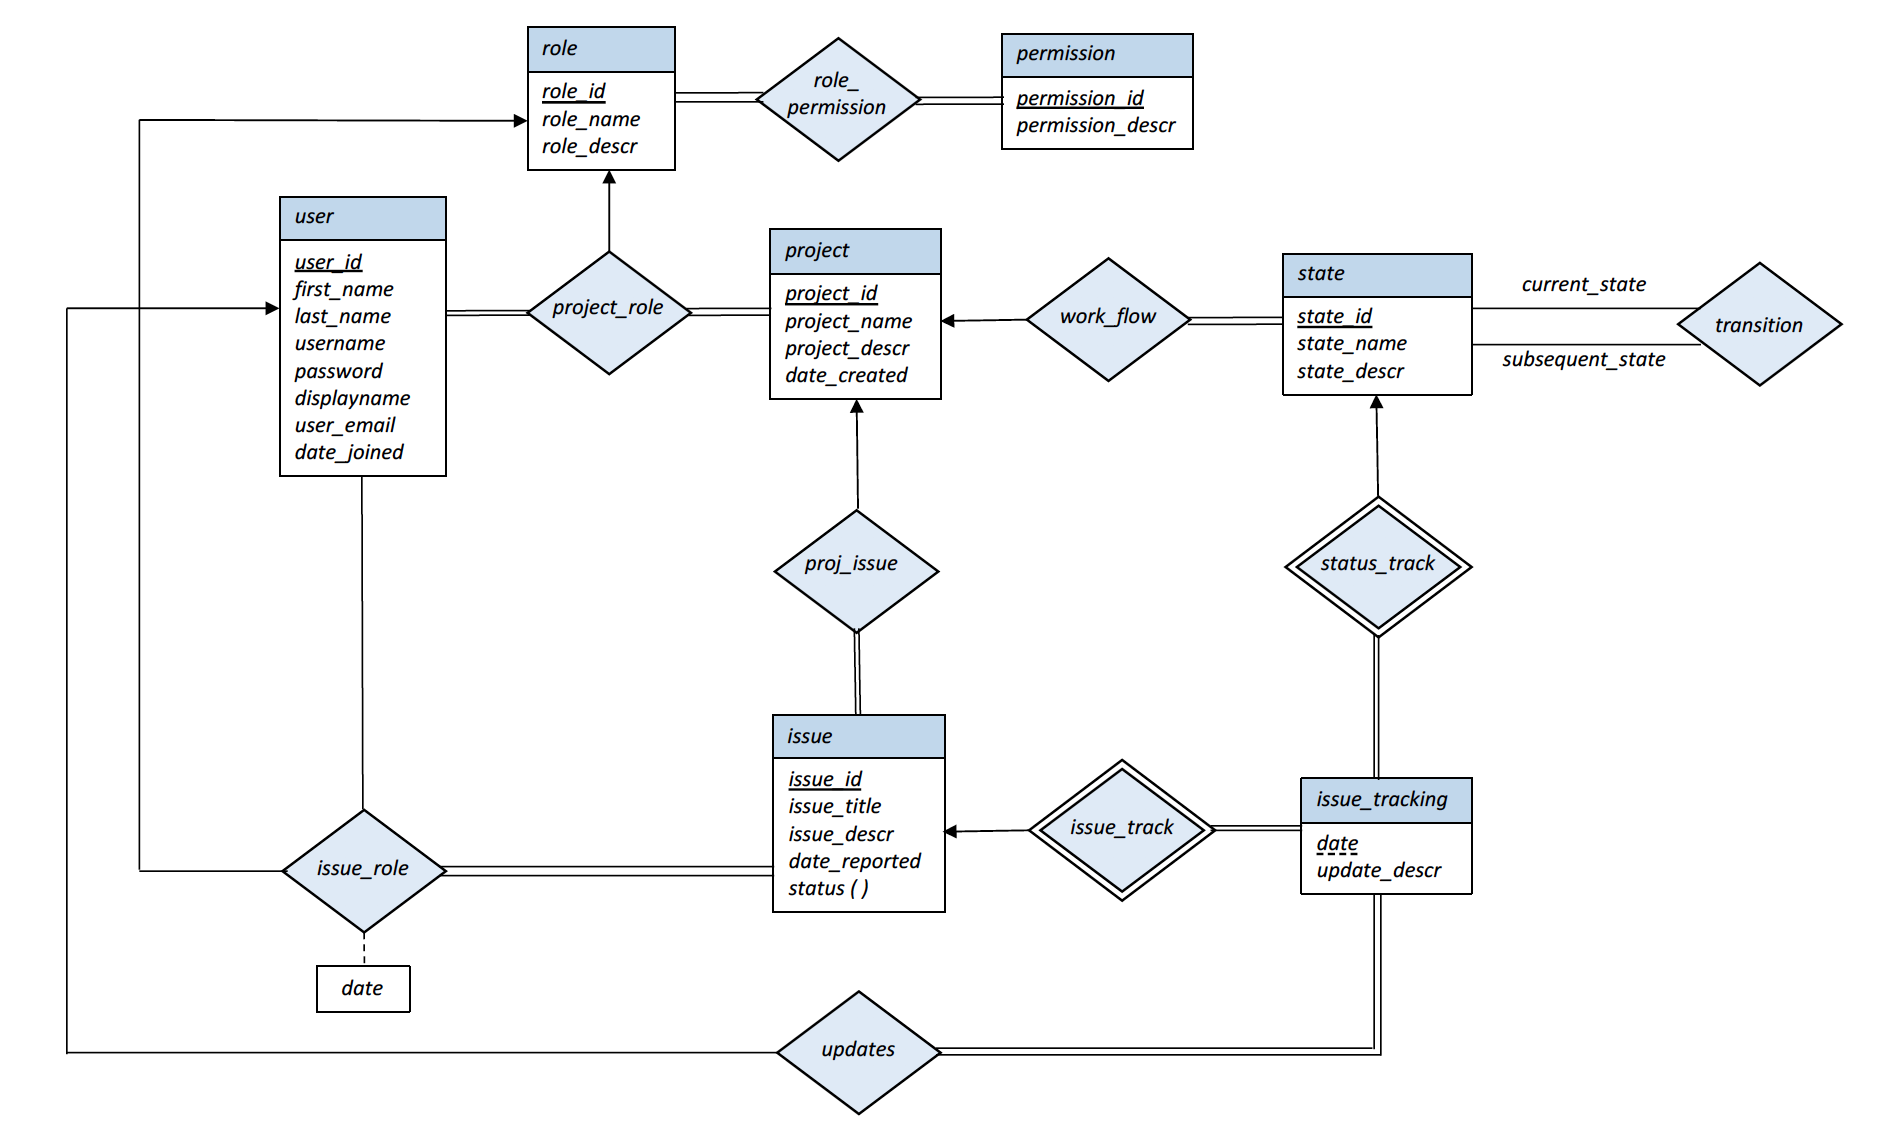 role
role_id
role_name
role_descr
role_
permission
permission
permission_id
permission_descr
user
user_id
first_name
last_name
username
password
displayname
user_email
date_joined
project_role
project
project_id
project_name
project_descr
date_created
work_flow
state
state_id
state_name
state_descr
current_state
subsequent_state
transition
proj_issue
status_track
issue
issue_id
issue_title
issue_descr
date_reported
status ( )
issue_track
issue_tracking
date
update_descr
issue_role
date
updates